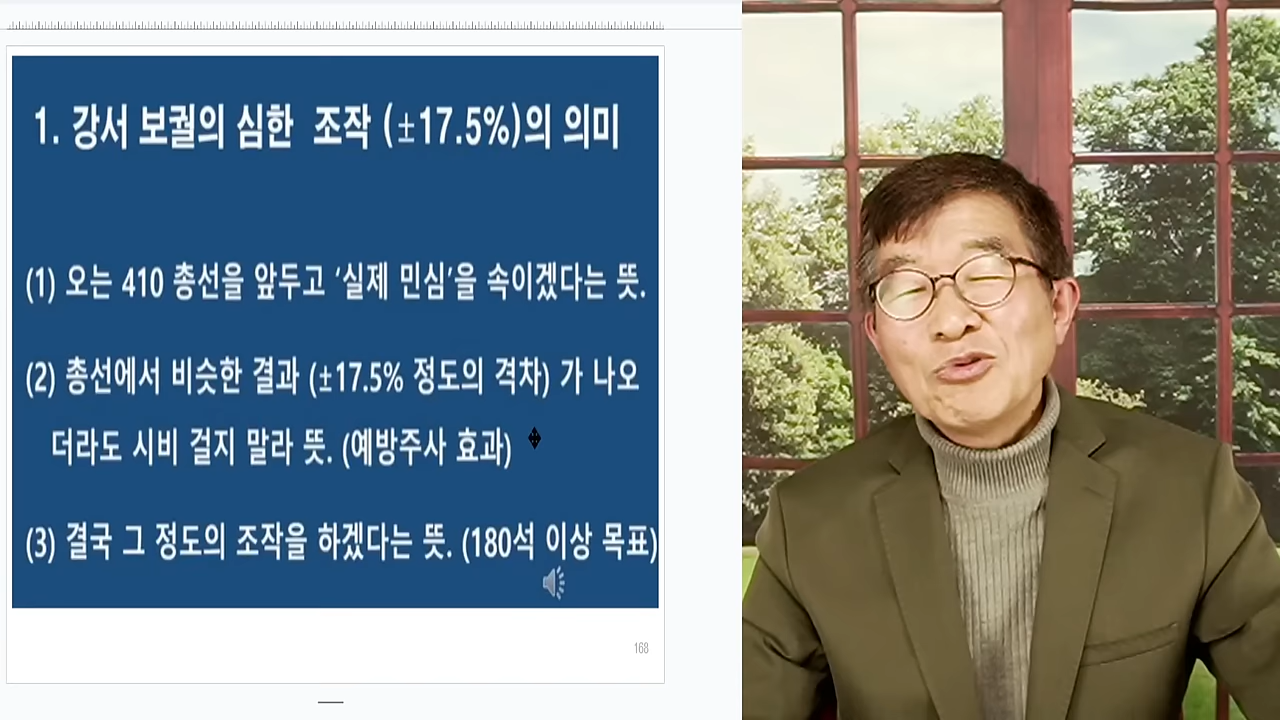 1. 강서 보궐의 심한 조작 (±17.5%)의 의미
(1) 오는 410 총선을 앞두고 ‘실제 민심’을 속이겠다는 뜻.
(2) 총선에서 비슷한 결과 (±17.5% 정도의 격차) 가 나오
더라도 시비 걸지 말라 뜻. (예방주사 효과)
(3) 결국 그 정도의 조작을 하겠다는 뜻. (180석 이상 목표)
168